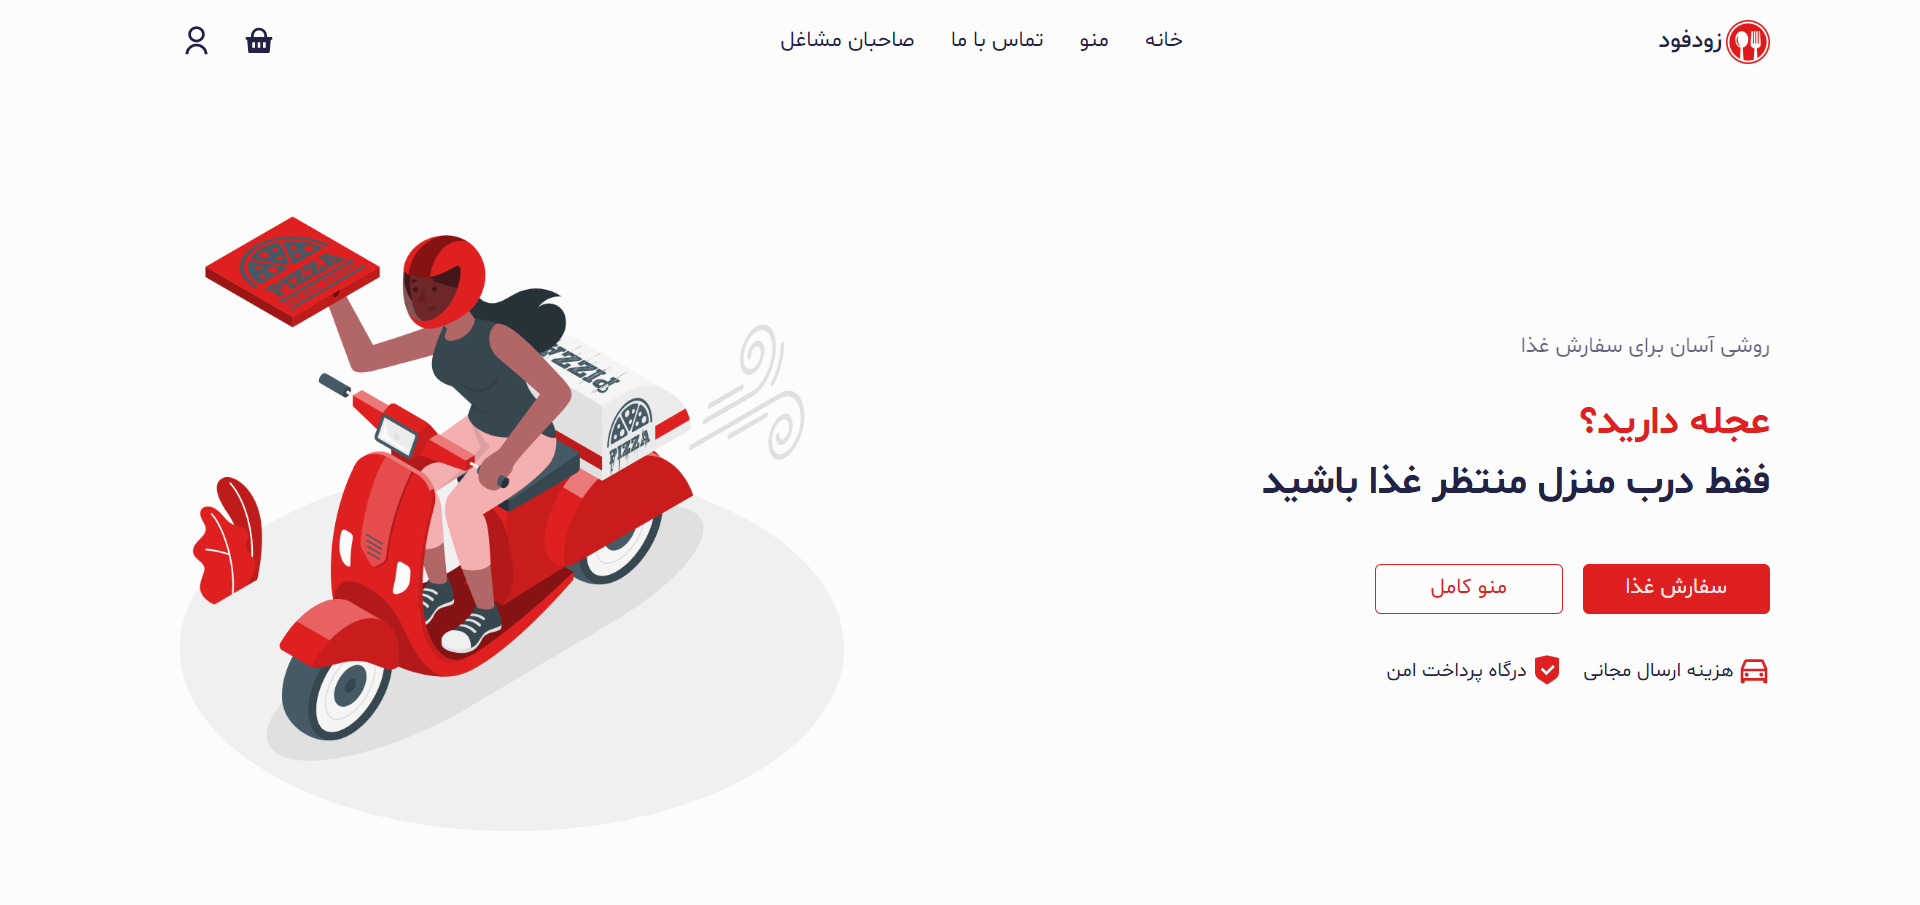 زودفود
خانه
منو
تماس با ما
صاحبان مشاغل
روشی آسان برای سفارش غذا
عجله دارید؟
فقط درب منزل منتظر غذا باشید
سفارش غذا
منو کامل
هزینه ارسال مجانی
درگاه پرداخت امن
PIZZA
PIZZA
PIZZA